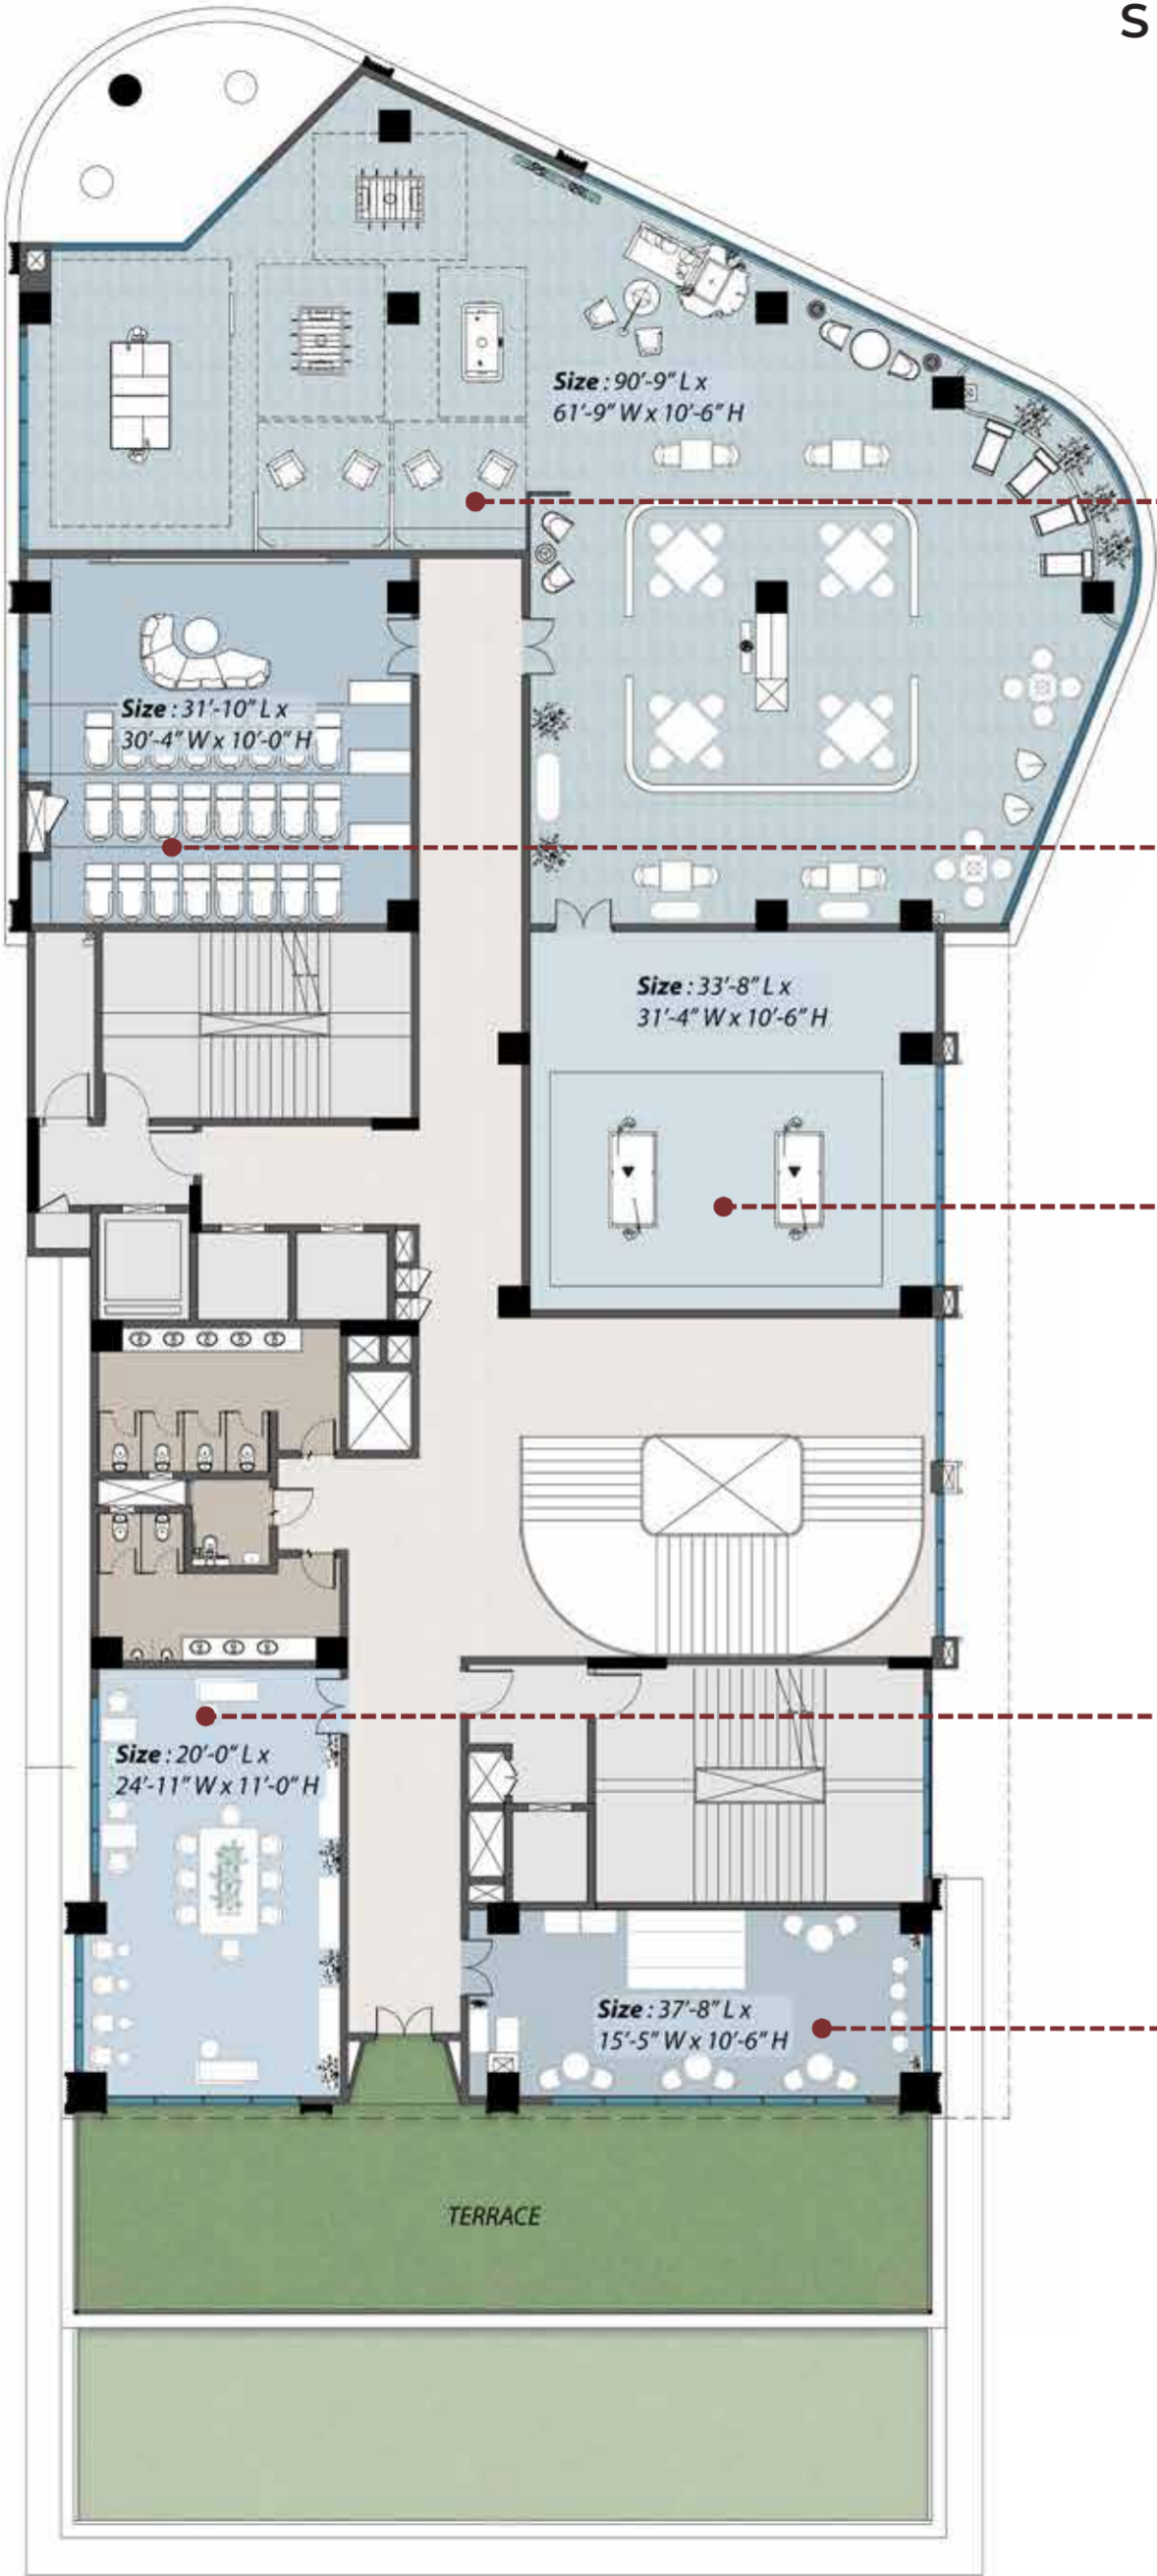 S
Size : 90'-9" L x
61'-9" W x 10'-6" H
Size : 31'-10" L x
30'-4" W x 10'-0" H
Size : 33'-8" L x
31'-4" W x 10'-6" H
Size : 20'-0" L x
24'-11" W x 11'-0" H
Size : 37'-8" L x
15'-5" W x 10'-6" H
TERRACE